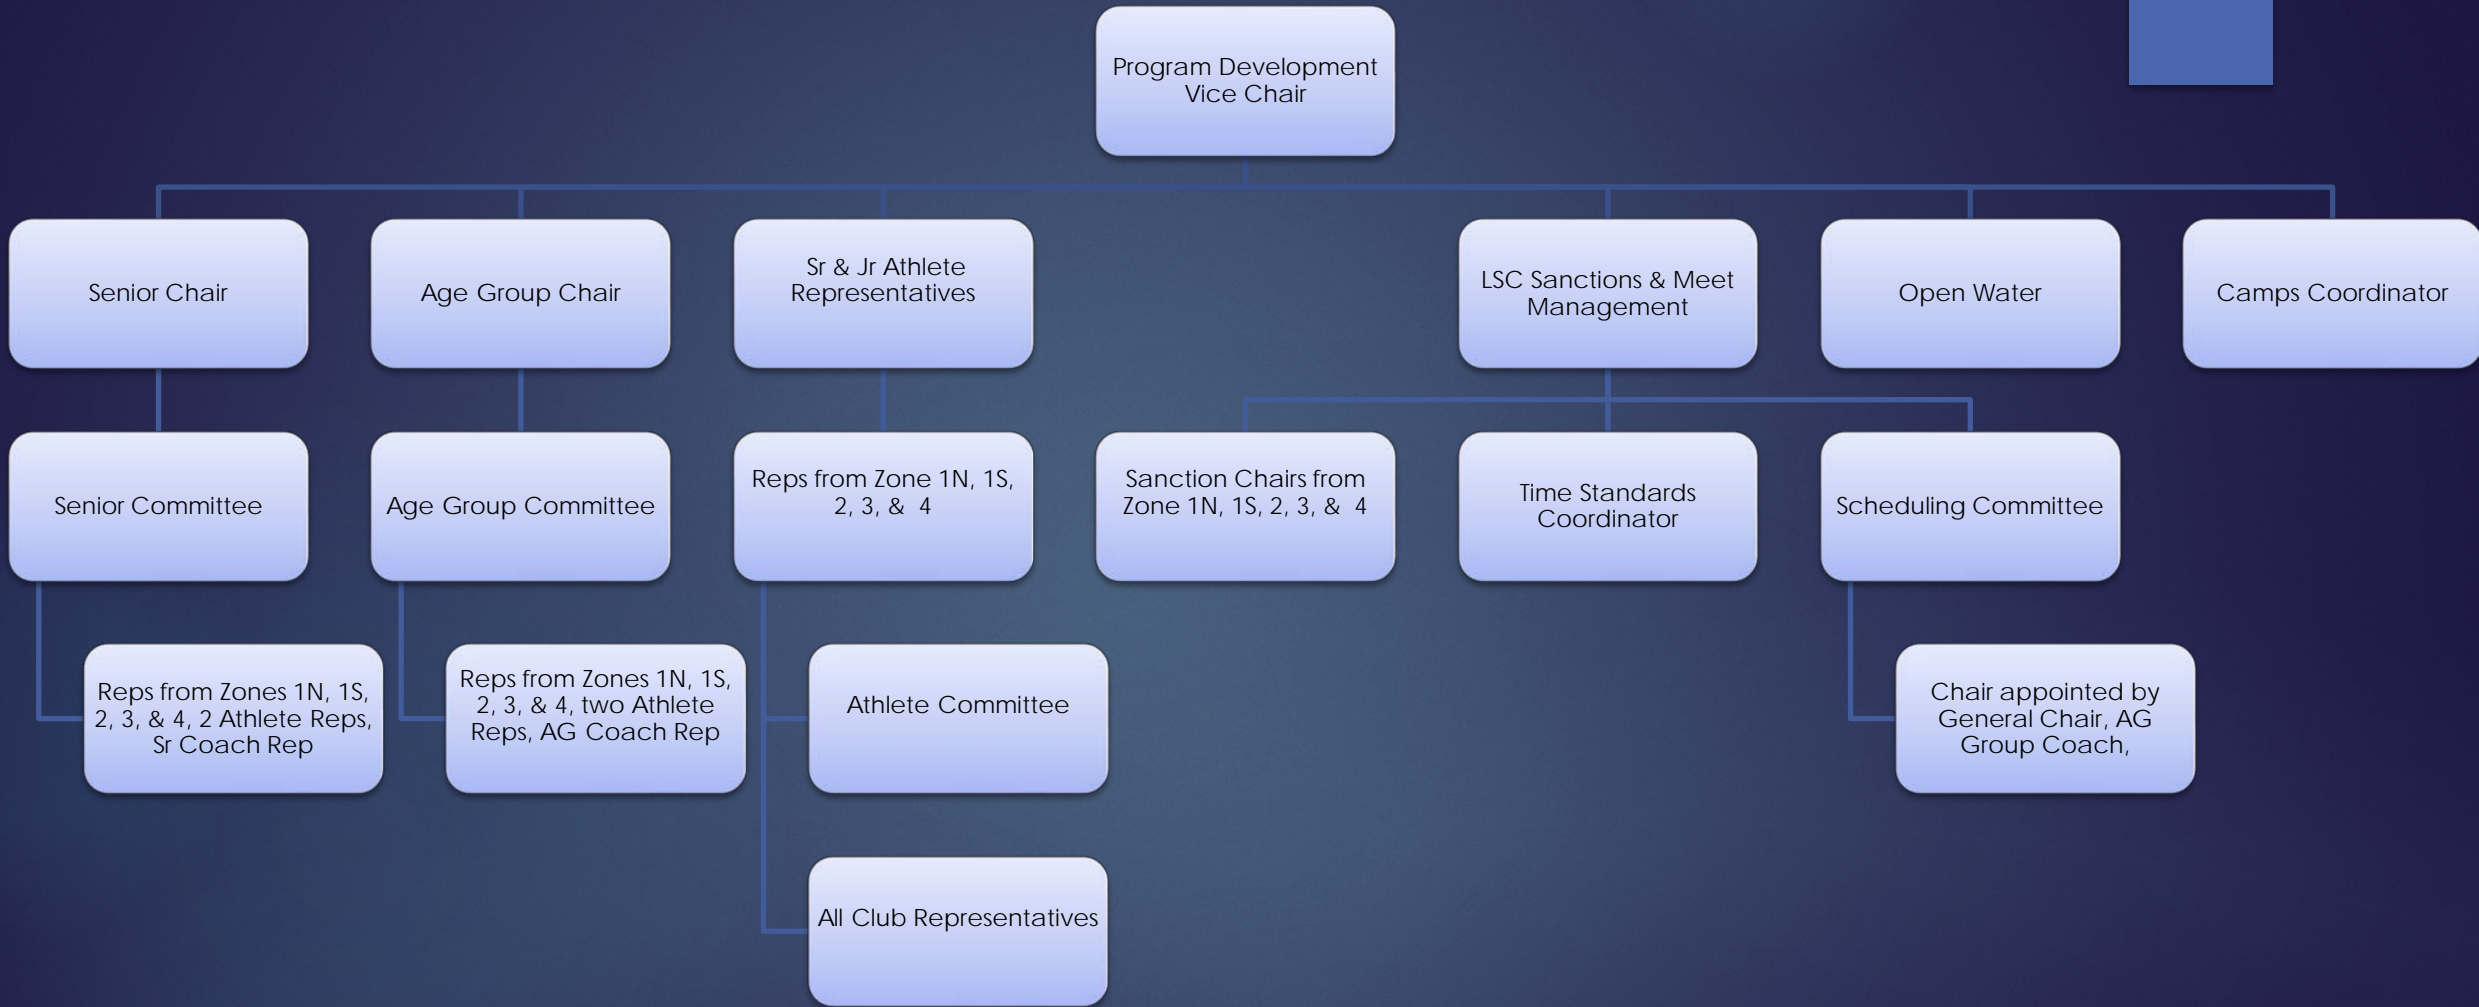 Program Development
Vice Chair
Senior Chair
Age Group Chair
Sr & Jr Athlete
Representatives
LSC Sanctions & Meet
Management
Open Water
Camps Coordinator
Senior Committee
Age Group Committee
Reps from Zone 1N, 1S,
2, 3, & 4
Sanction Chairs from
Zone 1N, 1S, 2, 3, & 4
Time Standards
Coordinator
Scheduling Committee
Reps from Zones 1N, 1S,
2, 3, & 4, 2 Athlete Reps,
Sr Coach Rep
Reps from Zones 1N, 1S,
2, 3, & 4, two Athlete
Reps, AG Coach Rep
Athlete Committee
Chair appointed by
General Chair, AG
Group Coach,
All Club Representatives